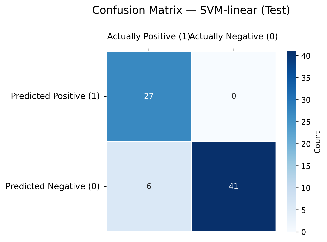 Confusion Matrix — SVM-linear (Test)
Actually Positive (1) Actually Negative (0)
Predicted Positive (1) 27 0
Predicted Negative (0) 6 41
40
35
30
25
20
15
10
5
0
Count